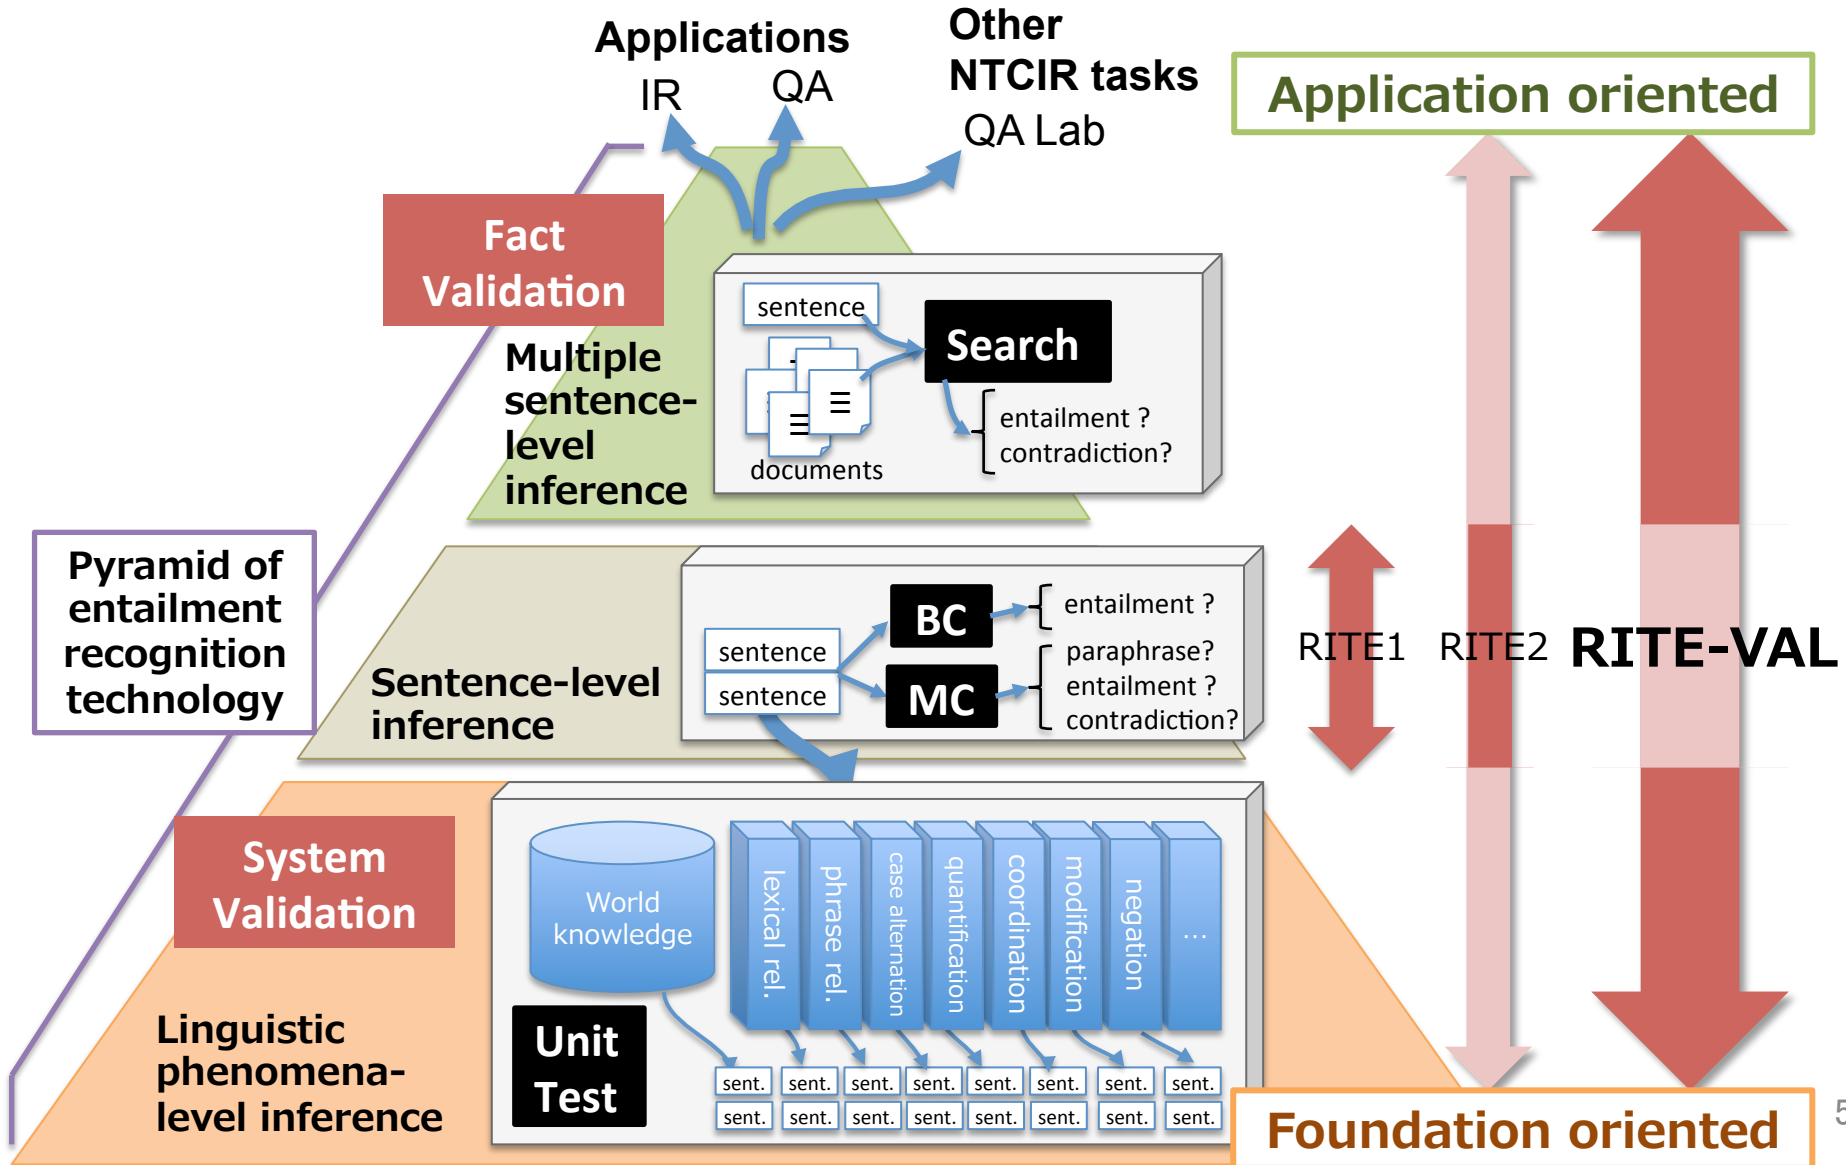 Applications
IR
QA
Other
NTCIR tasks
QA Lab
Application oriented
Fact
Validation
Multiple
sentence-
level
inference
sentence
documents
Search
entailment ?
contradiction?
Pyramid of
entailment
recognition
technology
Sentence-level
inference
sentence
sentence
BC
MC
entailment ?
paraphrase?
entailment ?
contradiction?
RITE1
RITE2
RITE-VAL
System
Validation
Linguistic
phenomena-
level inference
World
knowledge
lexical rel.
phrase rel.
case alternation
quantification
coordination
modification
negation
...
Unit
Test
sent. sent. sent. sent. sent. sent. sent. sent.
sent. sent. sent. sent. sent. sent. sent. sent.
Foundation oriented
5